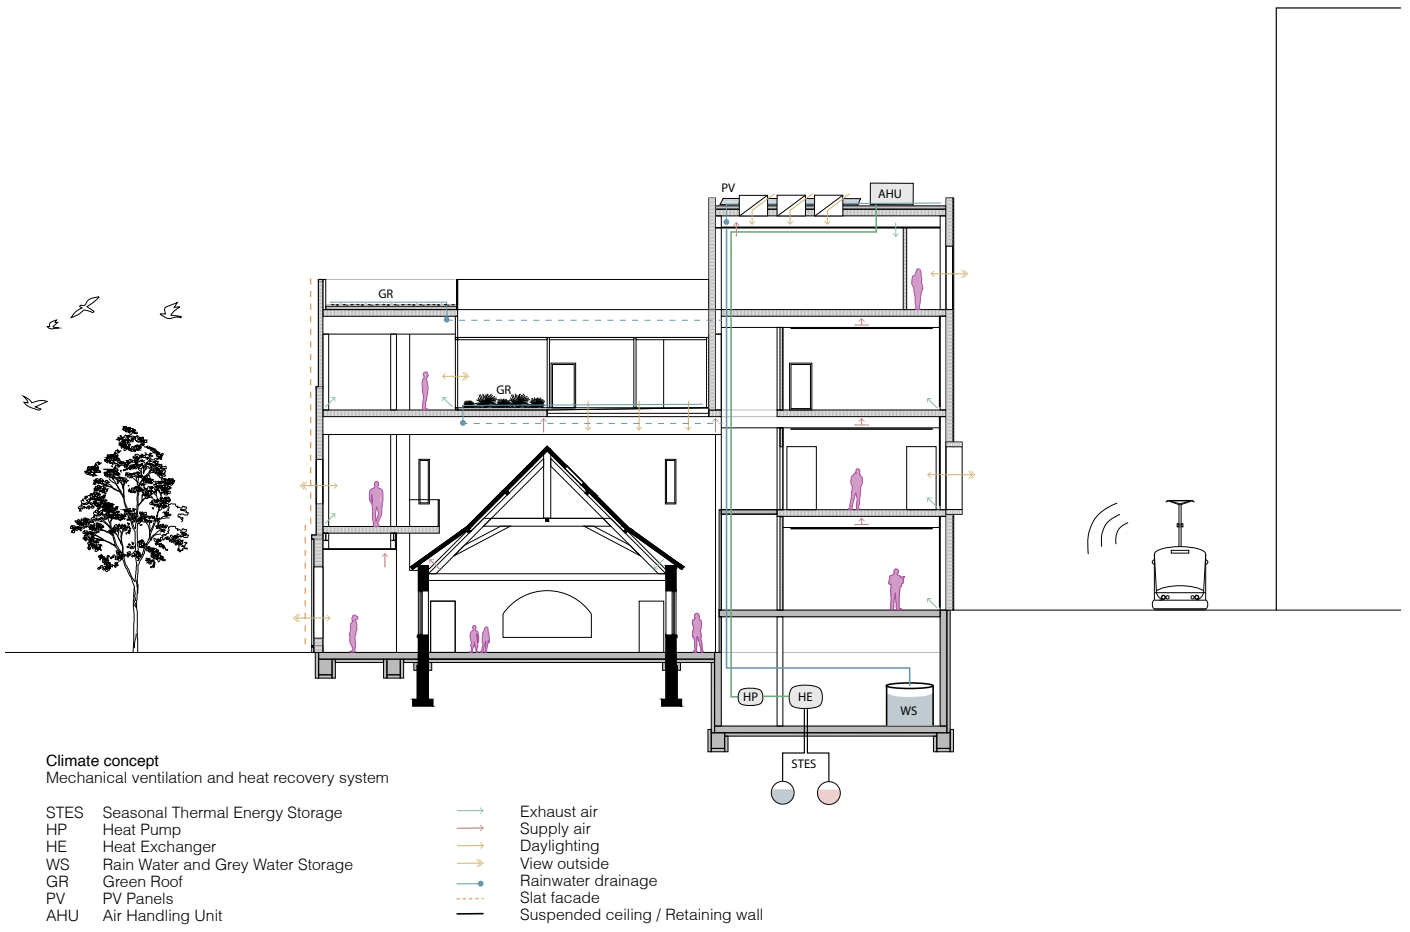 PV
AHU
GR
GR
HP
HE
WS
STES
Climate concept
Mechanical ventilation and heat recovery system
STES Seasonal Thermal Energy Storage
HP Heat Pump
HE Heat Exchanger
WS Rain Water and Grey Water Storage
GR Green Roof
PV PV Panels
AHU Air Handling Unit
Exhaust air
Supply air
Daylighting
View outside
Rainwater drainage
Slat facade
Suspended ceiling / Retaining wall